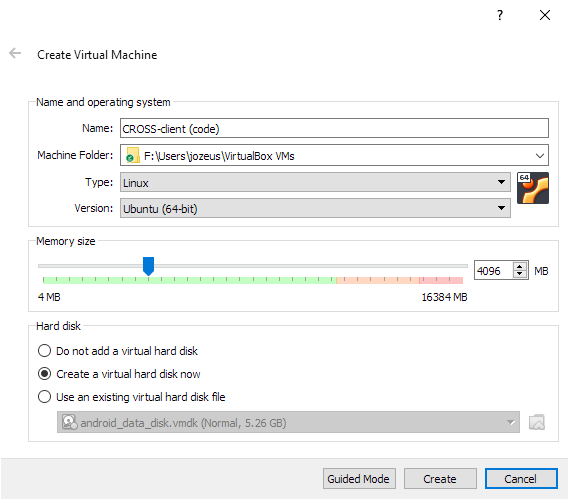 ?
Create Virtual Machine
Name and operating system
Name: CROSS-client (code)
Machine Folder: F:\Users\jozeus\VirtualBox VMs
Type: Linux
64
Version: Ubuntu (64-bit)
Memory size
4096 MB
4 MB 16384 MB
Hard disk
Do not add a virtual hard disk
Create a virtual hard disk now
Use an existing virtual hard disk file
android_data_disk.vmdk (Normal, 5.26 GB)
Guided Mode Create Cancel